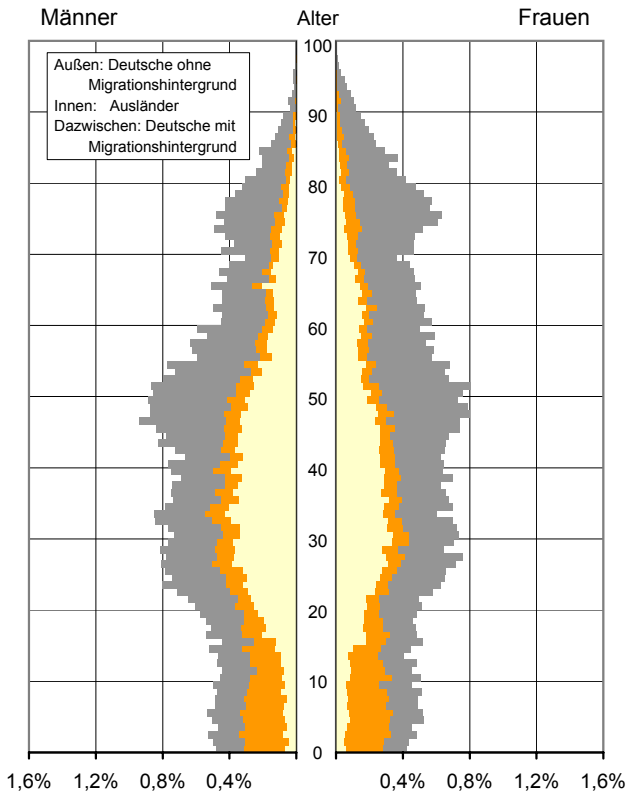 Männer Alter Frauen
100
Außen: Deutsche ohne
Migrationshintergrund
Innen: Ausländer
Dazwischen: Deutsche mit
Migrationshintergrund
90
80
70
60
50
40
30
20
10
0
1,6% 1,2% 0,8% 0,4% 0,4% 0,8% 1,2% 1,6%